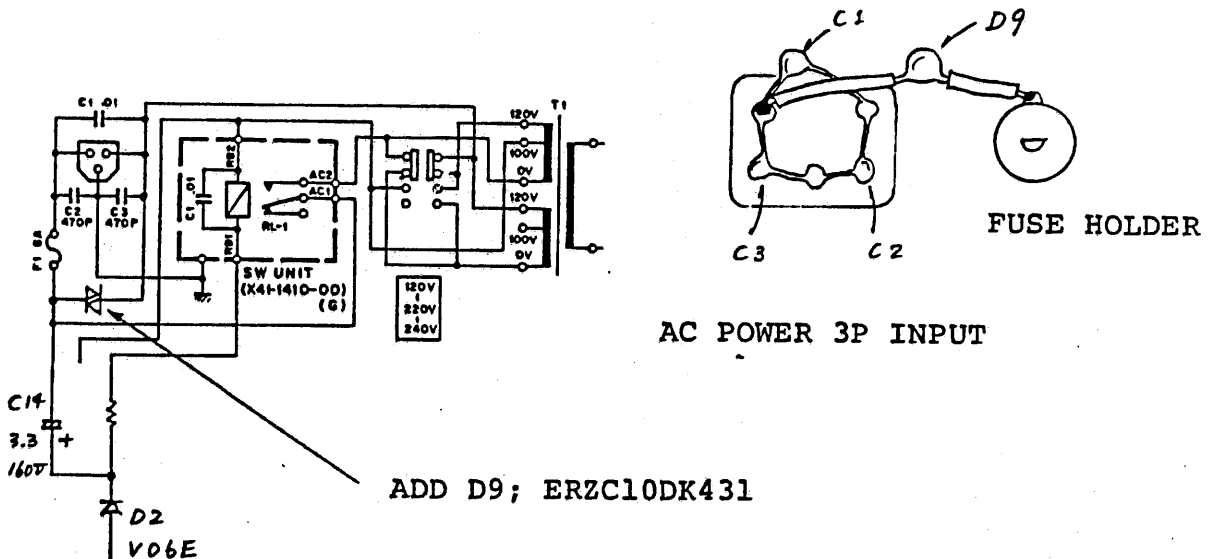 C1 .01
C2
470P
C3
470P
F1 6A
C1 .01
RB2
RB1
AC2
AC1
RL-1
SW UNIT
(X41-1410-00)
(G)
120V
220V
240V
T1
120V
100V
0V
120V
100V
0V
C14
3.3 +
160V
D2
V06E
ADD D9; ERZC10DK431
C1
D9
C3
C2
FUSE HOLDER
AC POWER 3P INPUT